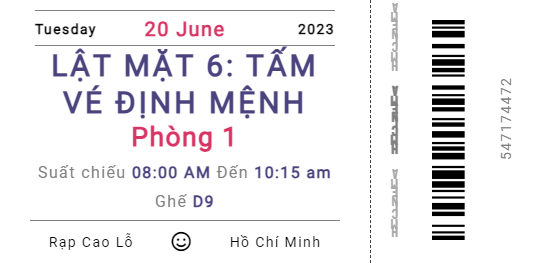 Tuesday 20 June 2023
LẬT MẶT 6: TẤM
VÉ ĐỊNH MỆNH
Phòng 1
Suất chiếu 08:00 AM Đến 10:15 am
Ghế D9
Rạp Cao Lỗ Hồ Chí Minh
547174472